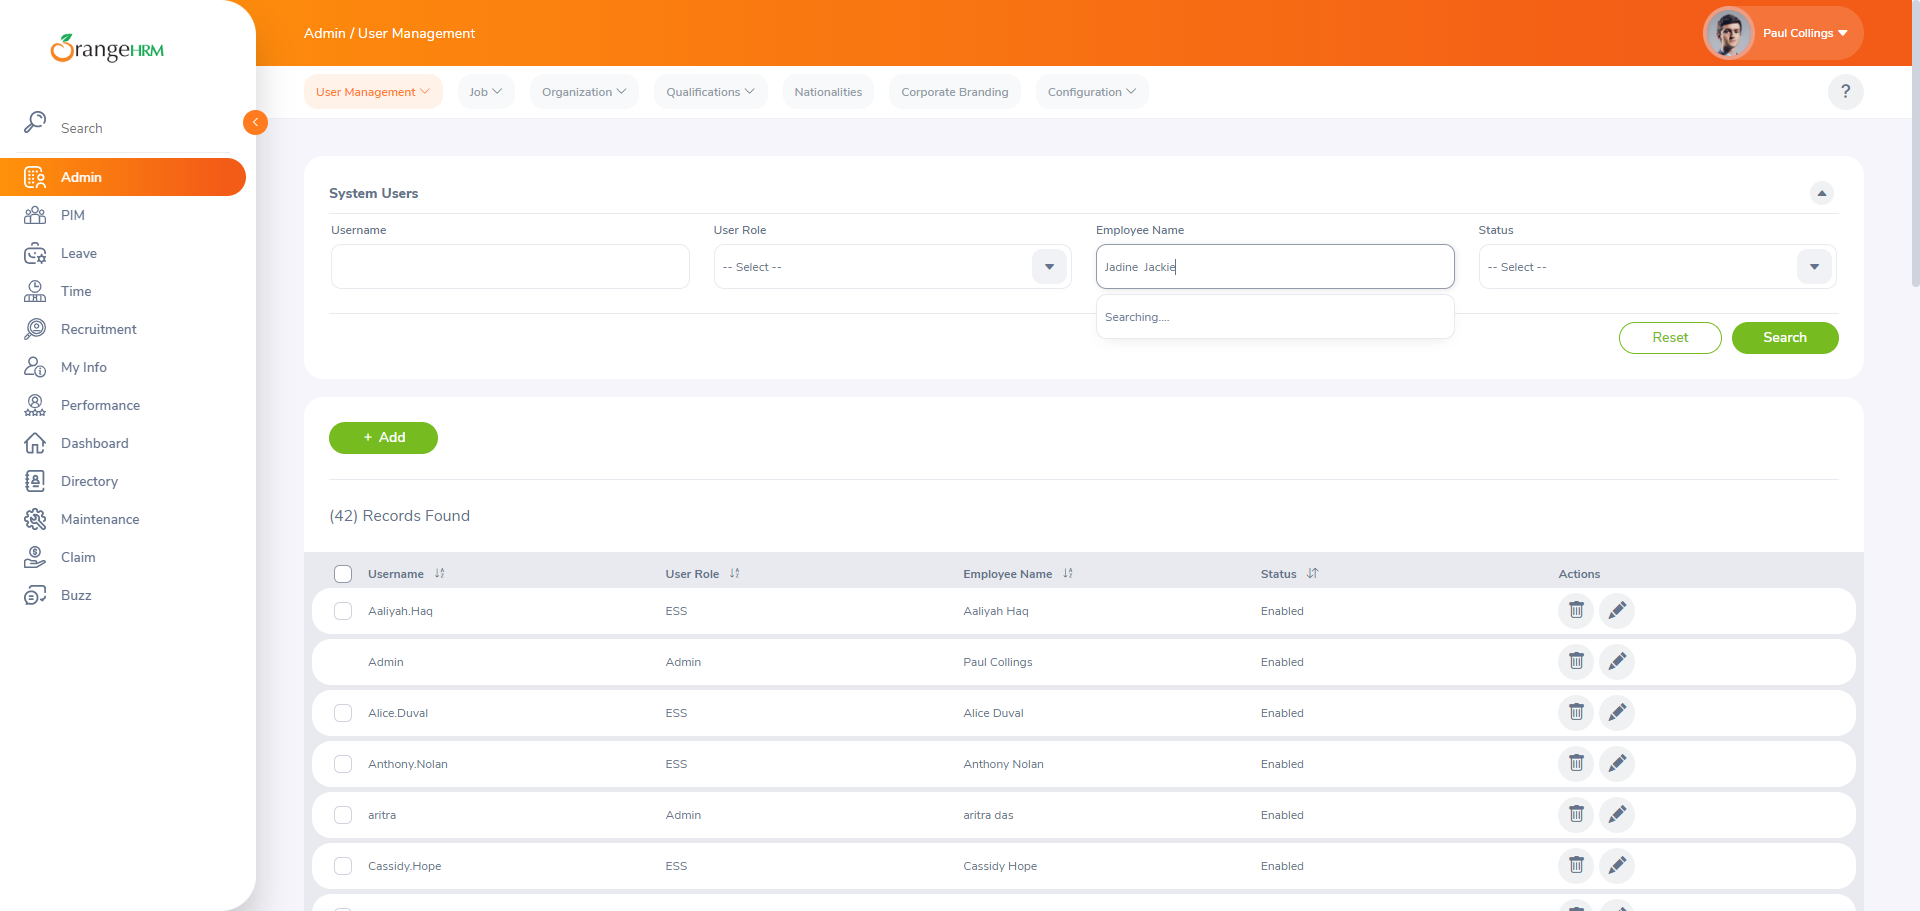 OrangeHRM
Admin / User Management
Paul Collings
User Management
Job
Organization
Qualifications
Nationalities
Corporate Branding
Configuration
?
Search
Admin
PIM
Leave
Time
Recruitment
My Info
Performance
Dashboard
Directory
Maintenance
Claim
Buzz
System Users
Username
User Role
Employee Name
Status
-- Select --
Jadine  Jackie
-- Select --
Searching....
Reset
Search
+ Add
(42) Records Found
Username User Role Employee Name Status Actions
Aaliyah.Haq ESS Aaliyah Haq Enabled
Admin Admin Paul Collings Enabled
Alice.Duval ESS Alice Duval Enabled
Anthony.Nolan ESS Anthony Nolan Enabled
aritra Admin aritra das Enabled
Cassidy.Hope ESS Cassidy Hope Enabled